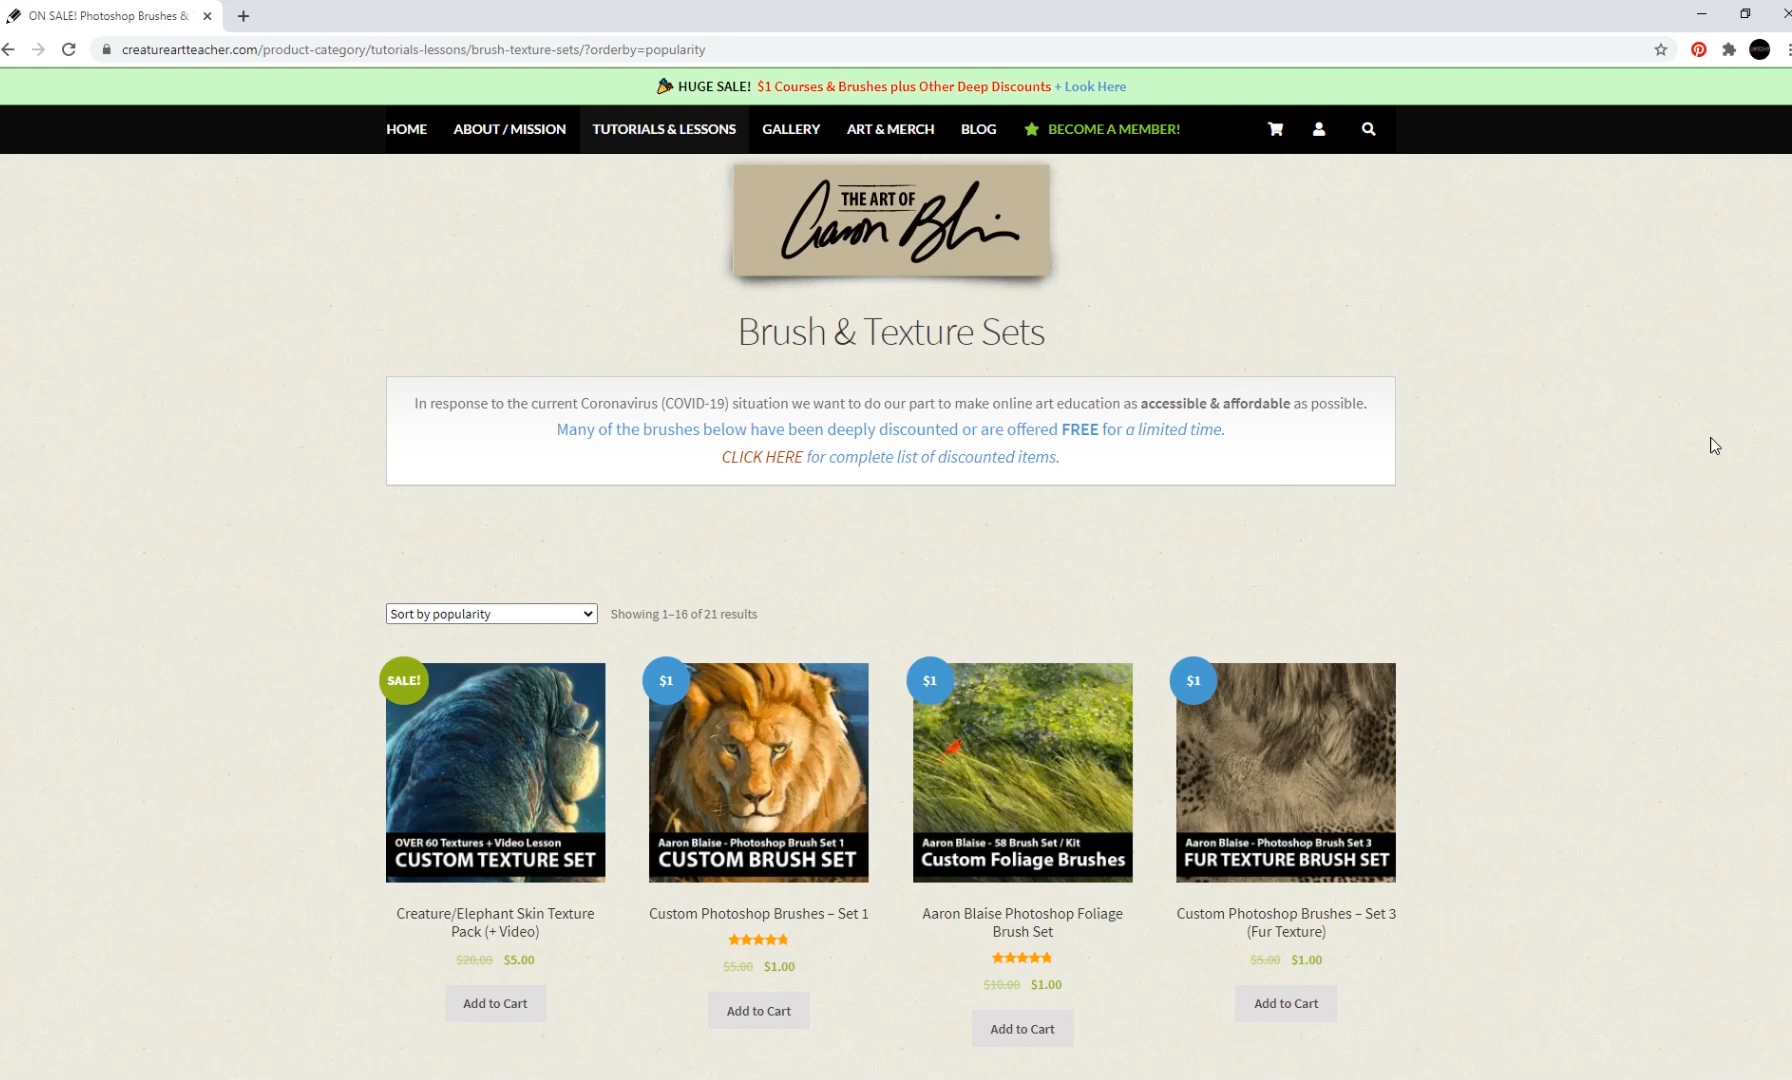 ON SALE! Photoshop Brushes &
creatureartteacher.com/product-category/tutorials-lessons/brush-texture-sets/?orderby=popularity
HUGE SALE! $1 Courses & Brushes plus Other Deep Discounts + Look Here
HOME ABOUT / MISSION TUTORIALS & LESSONS GALLERY ART & MERCH BLOG BECOME A MEMBER!
THE ART OF
Aaron Blaise
Brush & Texture Sets
In response to the current Coronavirus (COVID-19) situation we want to do our part to make online art education as accessible & affordable as possible.
Many of the brushes below have been deeply discounted or are offered FREE for a limited time.
CLICK HERE for complete list of discounted items.
Sort by popularity Showing 1–16 of 21 results
SALE!
OVER 60 Textures + Video Lesson
CUSTOM TEXTURE SET
Creature/Elephant Skin Texture
Pack (+ Video)
$20.00 $5.00
Add to Cart
$1
Aaron Blaise - Photoshop Brush Set 1
CUSTOM BRUSH SET
Custom Photoshop Brushes – Set 1
$5.00 $1.00
Add to Cart
$1
Aaron Blaise - 58 Brush Set / Kit
Custom Foliage Brushes
Aaron Blaise Photoshop Foliage
Brush Set
$10.00 $1.00
Add to Cart
$1
Aaron Blaise - Photoshop Brush Set 3
FUR TEXTURE BRUSH SET
Custom Photoshop Brushes – Set 3
(Fur Texture)
$5.00 $1.00
Add to Cart